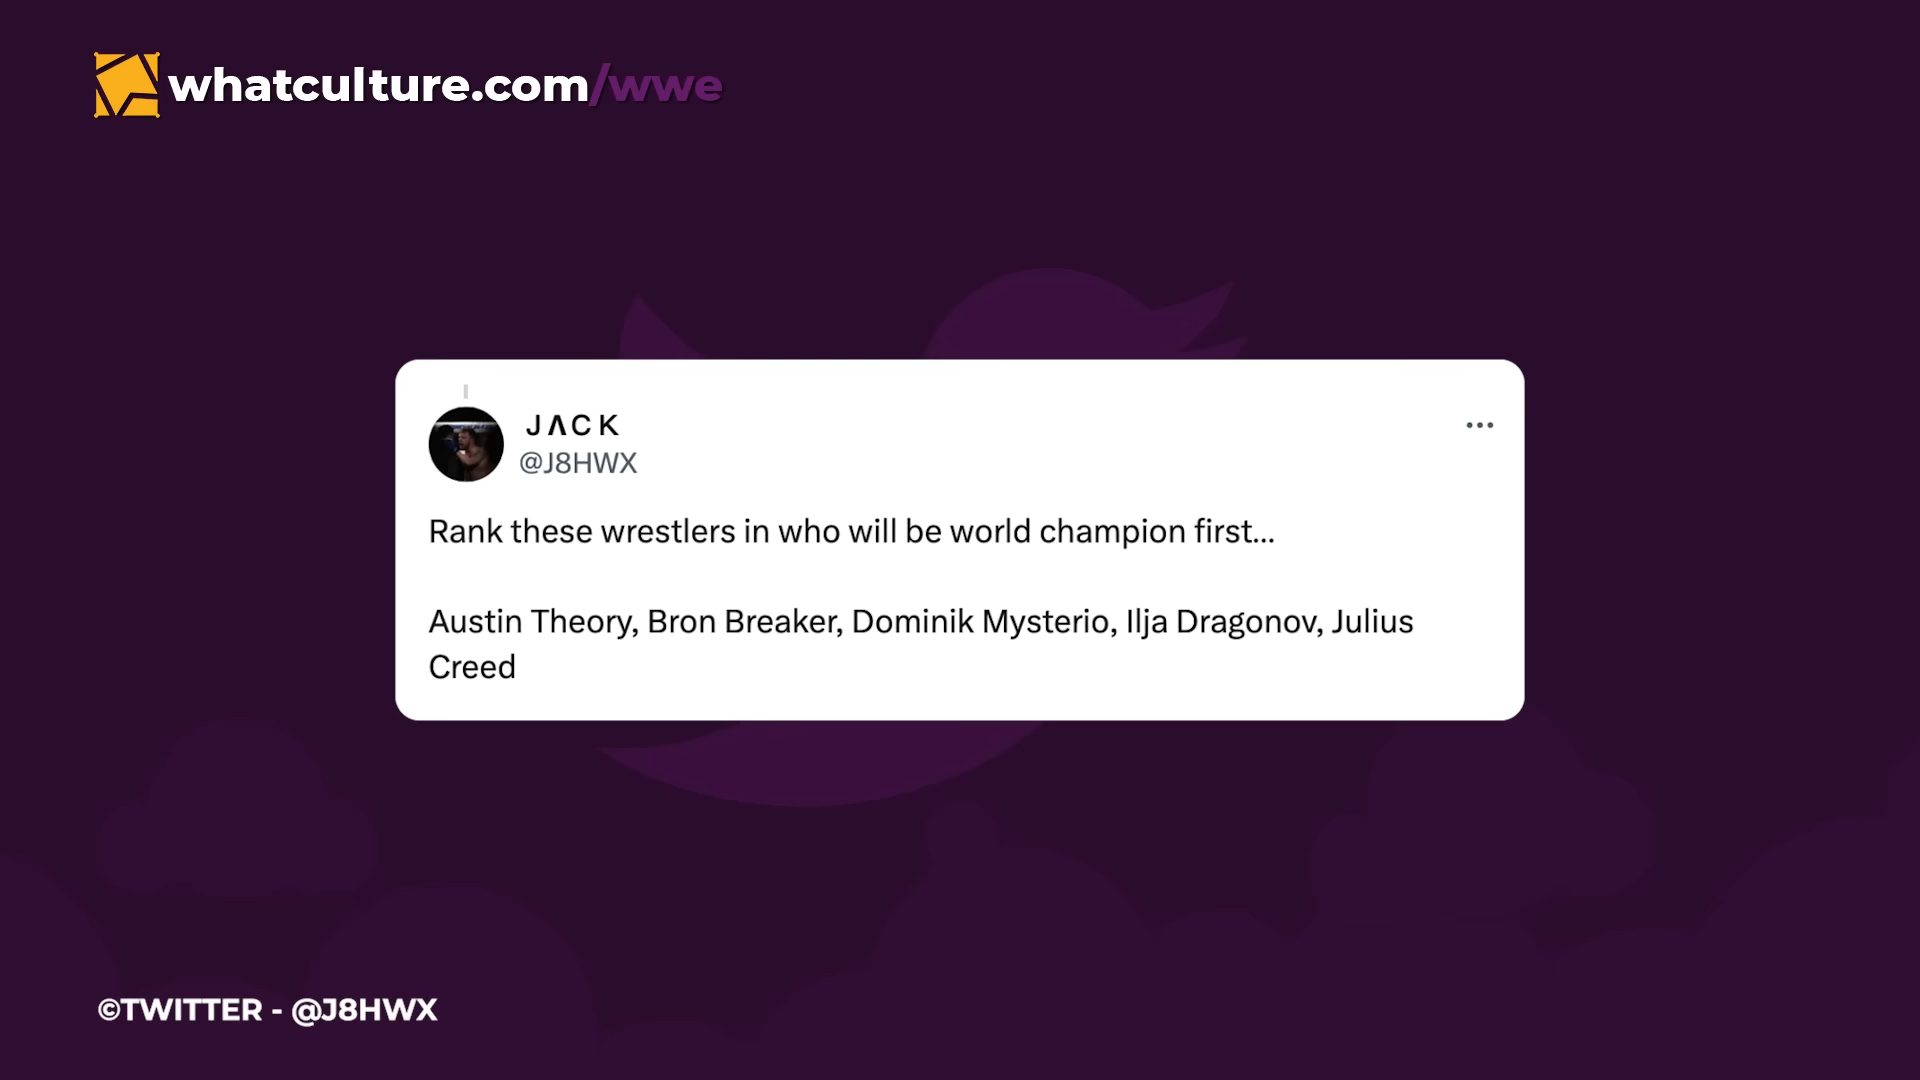 whatculture.com/wwe
JΛCK
@J8HWX
Rank these wrestlers in who will be world champion first...
Austin Theory, Bron Breaker, Dominik Mysterio, Ilja Dragonov, Julius
Creed
©TWITTER - @J8HWX